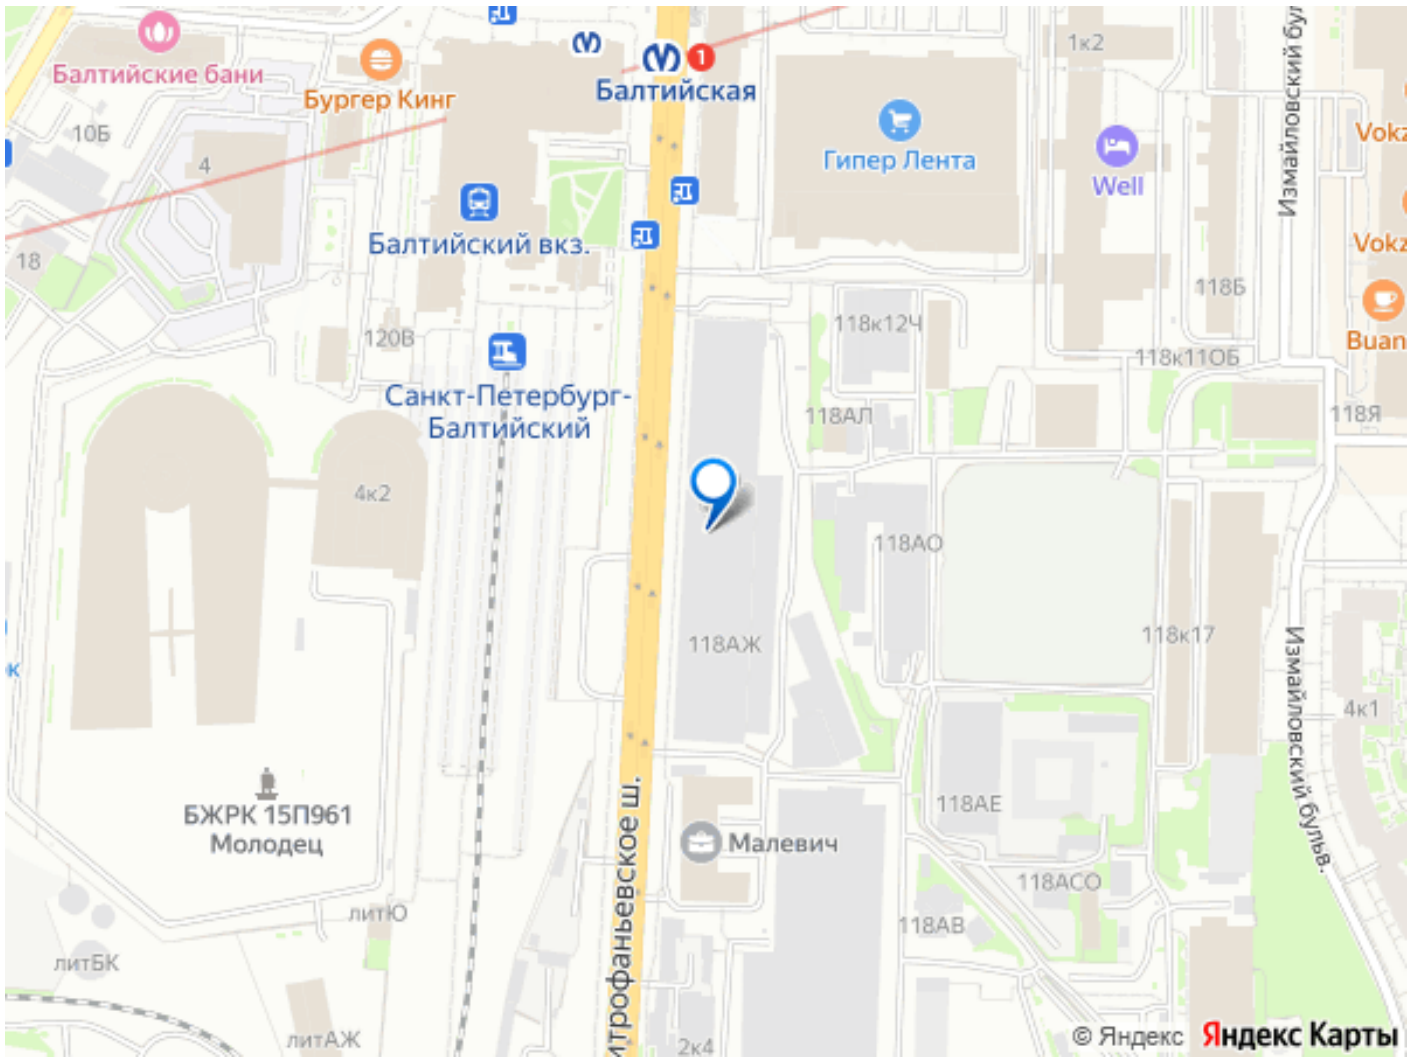 Балтийские бани
Бургер Кинг
1
Балтийская
1к2
Измайловский бул
Гипер Лента
Well
Vokz
10Б
4
Балтийский вкз.
Vokz
18
118Б
120В
118к12Ч
118к11ОБ
Buan
Санкт-Петербург-
Балтийский
118АЛ
118Я
4к2
118АО
118к17
118АЖ
Измайловский бульв.
ж
4к1
БЖРК 15П961
Молодец
Малевич
118АЕ
итрофаньевское ш.
118АСО
литЮ
118АВ
литБК
литАЖ
2к4
© Яндекс Яндекс Карты